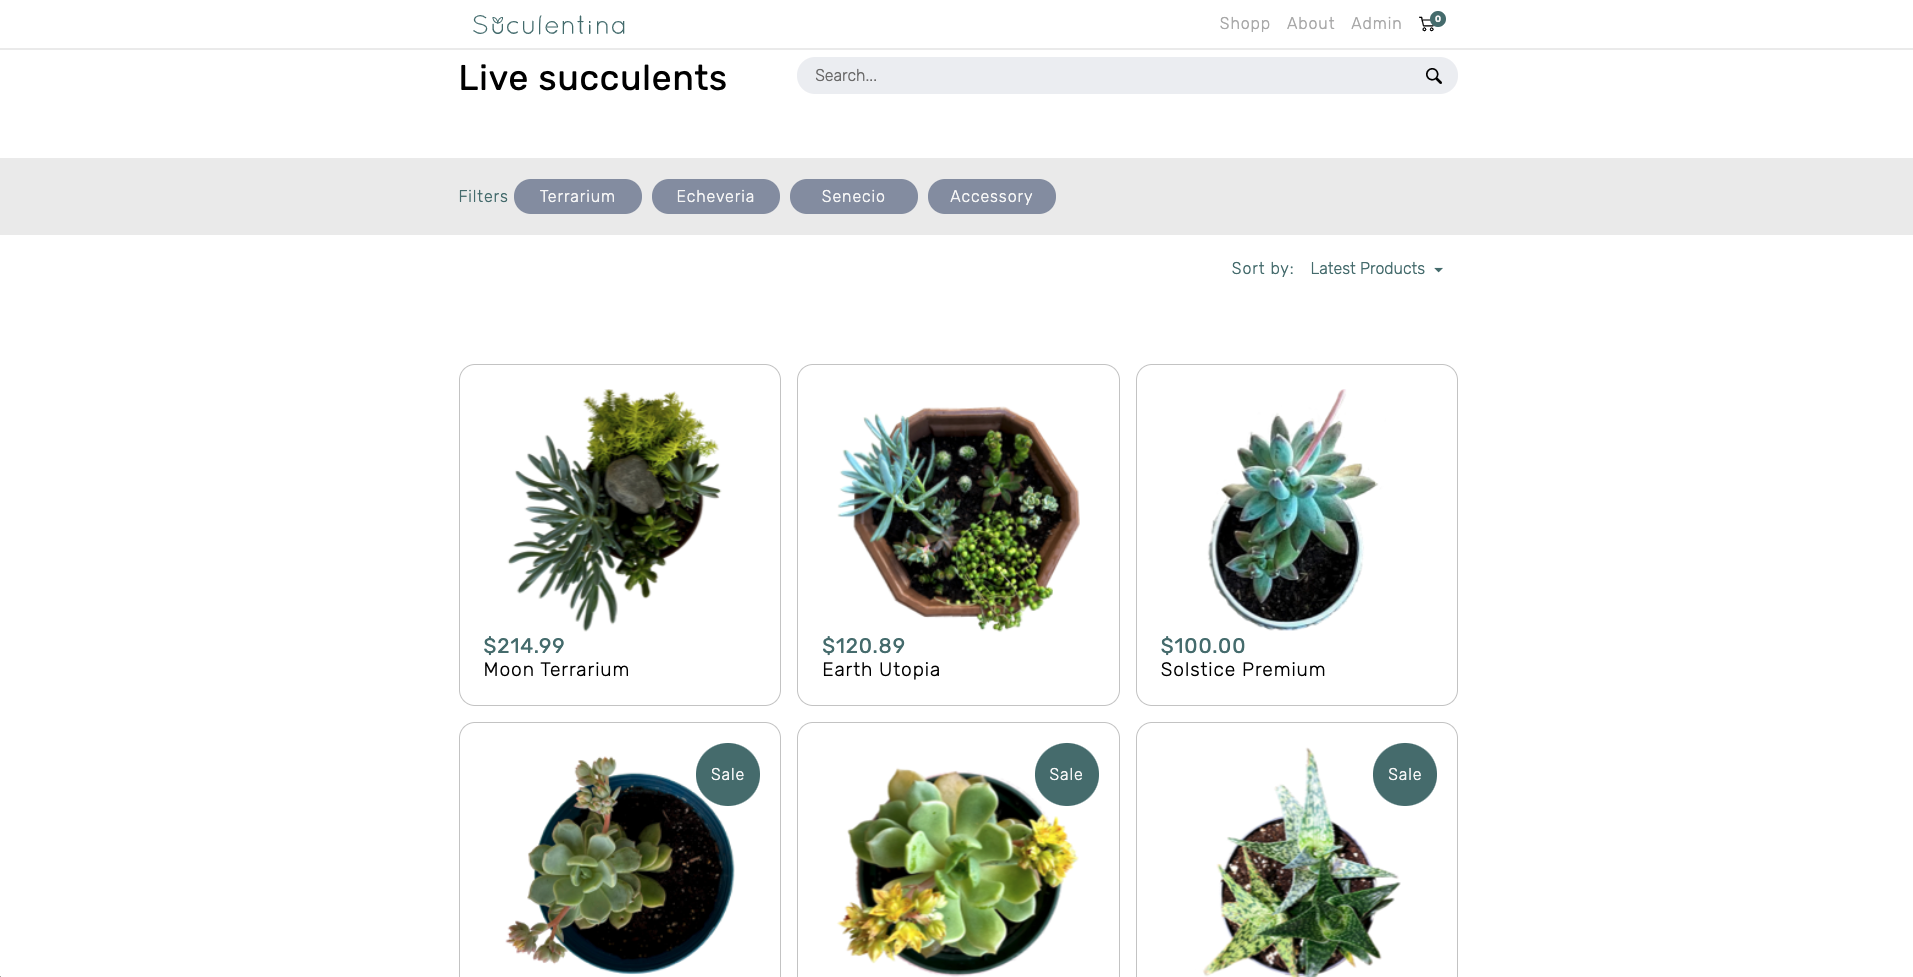 Suculentina
Shopp About Admin 0
Live succulents
Search...
Filters Terrarium Echeveria Senecio Accessory
Sort by: Latest Products
$214.99
Moon Terrarium
$120.89
Earth Utopia
$100.00
Solstice Premium
Sale
Sale
Sale